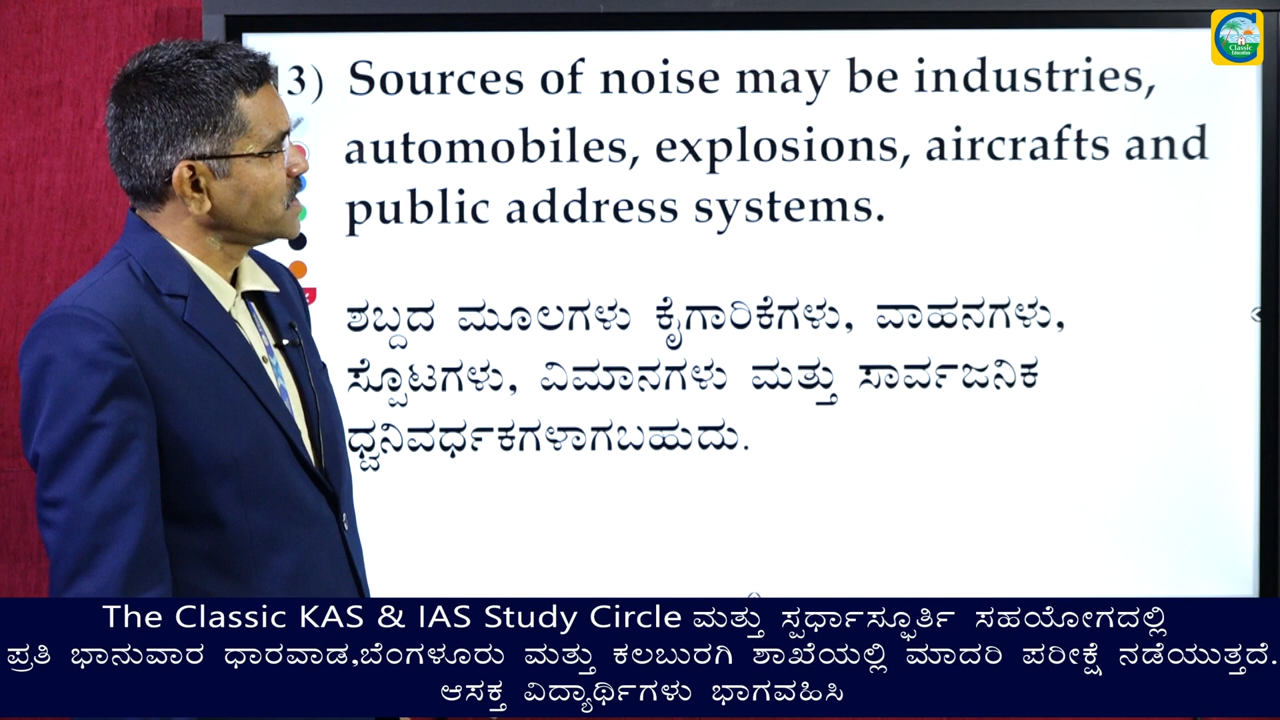 Classic
Education
3) Sources of noise may be industries,
automobiles, explosions, aircrafts and
public address systems.
ಶಬ್ದದ ಮೂಲಗಳು ಕೈಗಾರಿಕೆಗಳು, ವಾಹನಗಳು,
ಸ್ಪೊಟಗಳು, ವಿಮಾನಗಳು ಮತ್ತು ಸಾರ್ವಜನಿಕ
ಧ್ವನಿವರ್ಧಕಗಳಾಗಬಹುದು.
The Classic KAS & IAS Study Circle ಮತ್ತು ಸ್ಪರ್ಧಾಸ್ಫೂರ್ತಿ ಸಹಯೋಗದಲ್ಲಿ
ಪ್ರತಿ ಭಾನುವಾರ ಧಾರವಾಡ,ಬೆಂಗಳೂರು ಮತ್ತು ಕಲಬುರಗಿ ಶಾಖೆಯಲ್ಲಿ ಮಾದರಿ ಪರೀಕ್ಷೆ ನಡೆಯುತ್ತದೆ.
ಆಸಕ್ತ ವಿದ್ಯಾರ್ಥಿಗಳು ಭಾಗವಹಿಸಿ